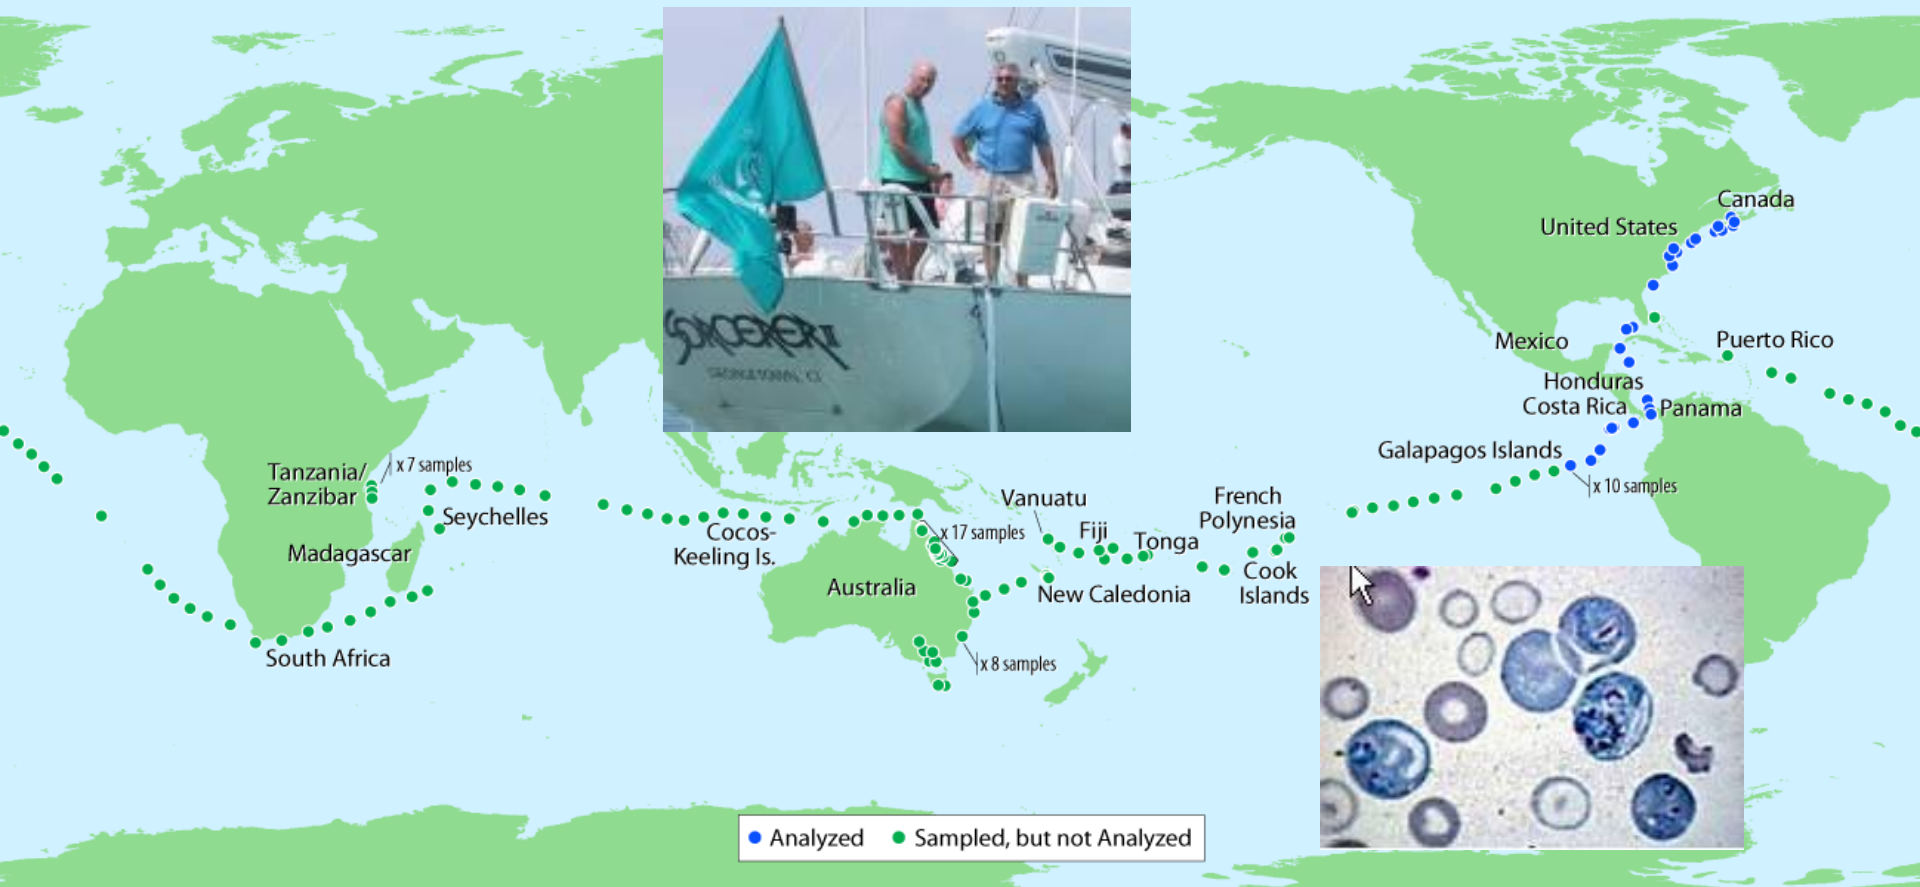 Canada
United States
Mexico
Puerto Rico
Honduras
Costa Rica
Panama
Galapagos Islands
x 10 samples
Tanzania/
Zanzibar
x 7 samples
Seychelles
Madagascar
South Africa
Cocos-
Keeling Is.
x 17 samples
Australia
x 8 samples
Vanuatu
Fiji
Tonga
New Caledonia
French
Polynesia
Cook
Islands
SORCERER II
GEORGETOWN, CI
Analyzed
Sampled, but not Analyzed